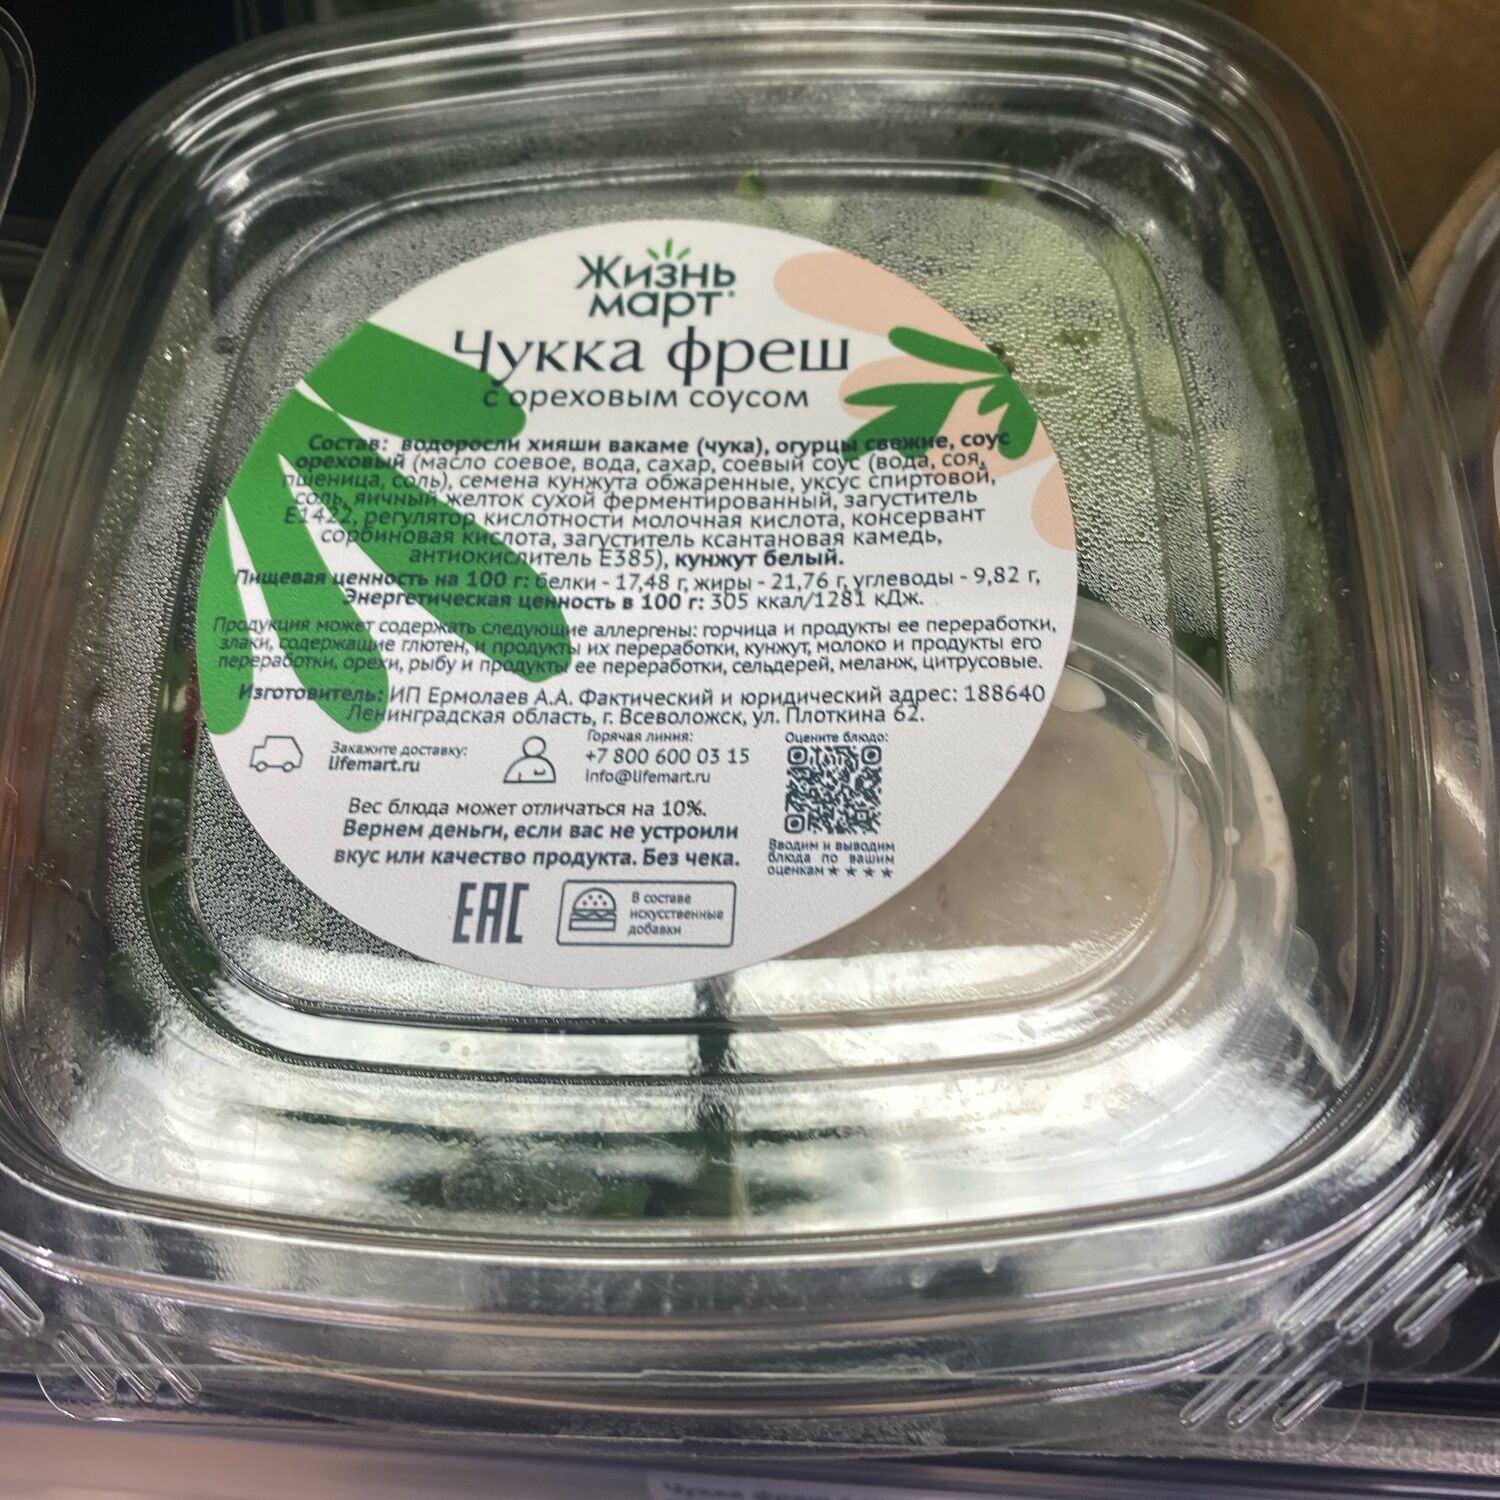 Жизнь
март
Чукка фреш
с ореховым соусом
Состав: водоросли хияши вакаме (чука), огурцы свежие, соус
ореховый (масло соевое, вода, сахар, соевый соус (вода, соя,
пшеница, соль), семена кунжута обжаренные, уксус спиртовой,
соль, яичный желток сухой ферментированный, загуститель
Е1422, регулятор кислотности молочная кислота, консервант
сорбиновая кислота, загуститель ксантановая камедь,
антиокислитель Е385), кунжут белый.
Пищевая ценность на 100 г: белки - 17,48 г, жиры - 21,76 г, углеводы - 9,82 г,
Энергетическая ценность в 100 г: 305 ккал/1281 кДж.
Продукция может содержать следующие аллергены: горчица и продукты ее переработки,
злаки, содержащие глютен, и продукты их переработки, кунжут, молоко и продукты его
переработки, орехи, рыбу и продукты ее переработки, сельдерей, меланж, цитрусовые.
Изготовитель: ИП Ермолаев А.А. Фактический и юридический адрес: 188640
Ленинградская область, г. Всеволожск, ул. Плоткина 62.
Закажите доставку:
lifemart.ru
Горячая линия:
+7 800 600 03 15
info@lifemart.ru
Оцените блюдо:
Вводим и выводим
блюда по вашим
оценкам ★ ★ ★ ★
Вес блюда может отличаться на 10%.
Вернем деньги, если вас не устроили
вкус или качество продукта. Без чека.
ЕАС
В составе
искусственные
добавки